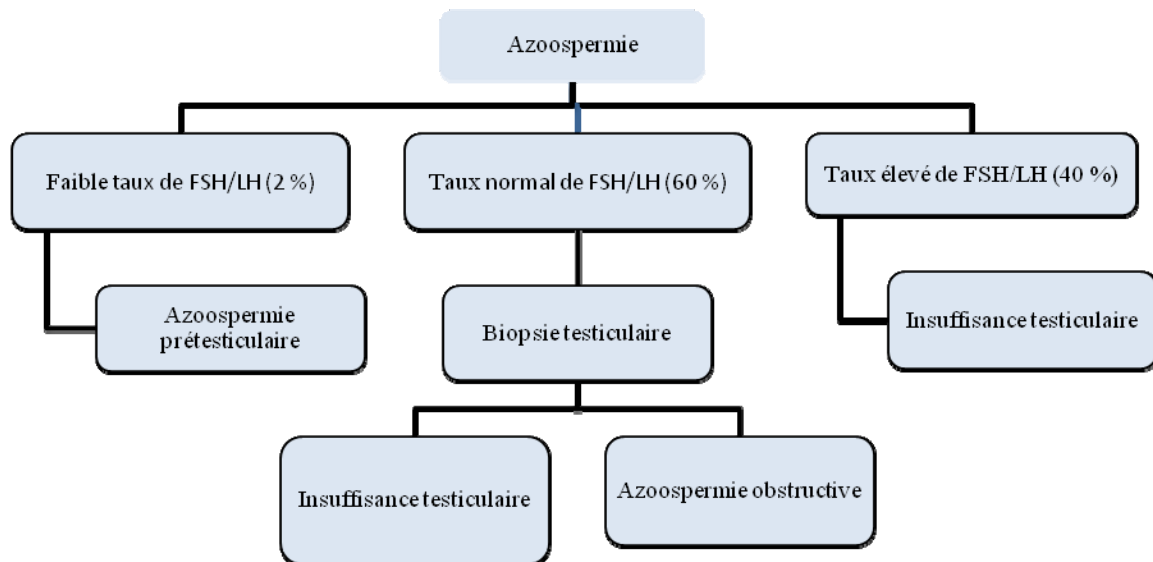 Azoospermie
Faible taux de FSH/LH (2 %)
Taux normal de FSH/LH (60 %)
Taux élevé de FSH/LH (40 %)
Azoospermie
prétesticulaire
Biopsie testiculaire
Insuffisance testiculaire
Insuffisance testiculaire
Azoospermie obstructive